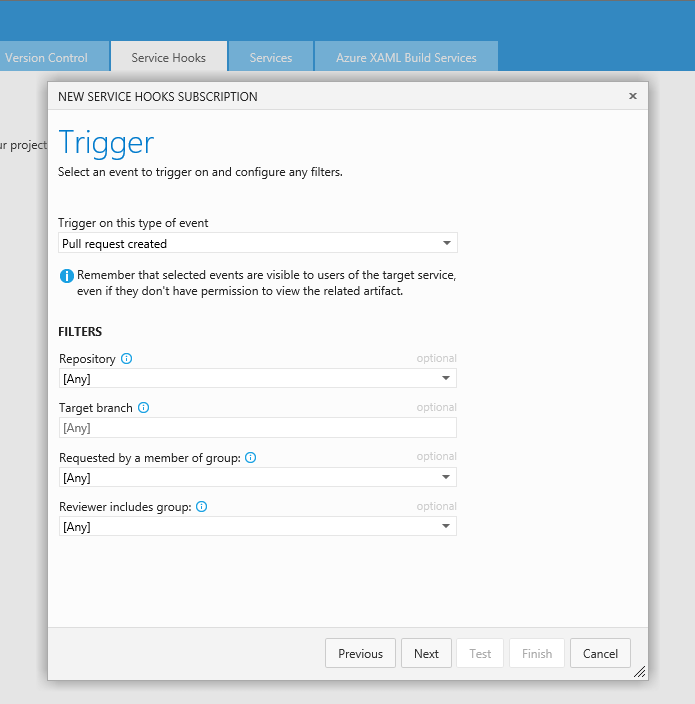 Version Control
Service Hooks
Services
Azure XAML Build Services
NEW SERVICE HOOKS SUBSCRIPTION
ur project
Trigger
Select an event to trigger on and configure any filters.
Trigger on this type of event
Pull request created
Remember that selected events are visible to users of the target service,
even if they don't have permission to view the related artifact.
FILTERS
Repository optional
[Any]
Target branch optional
[Any]
Requested by a member of group: optional
[Any]
Reviewer includes group: optional
[Any]
Previous
Next
Test
Finish
Cancel